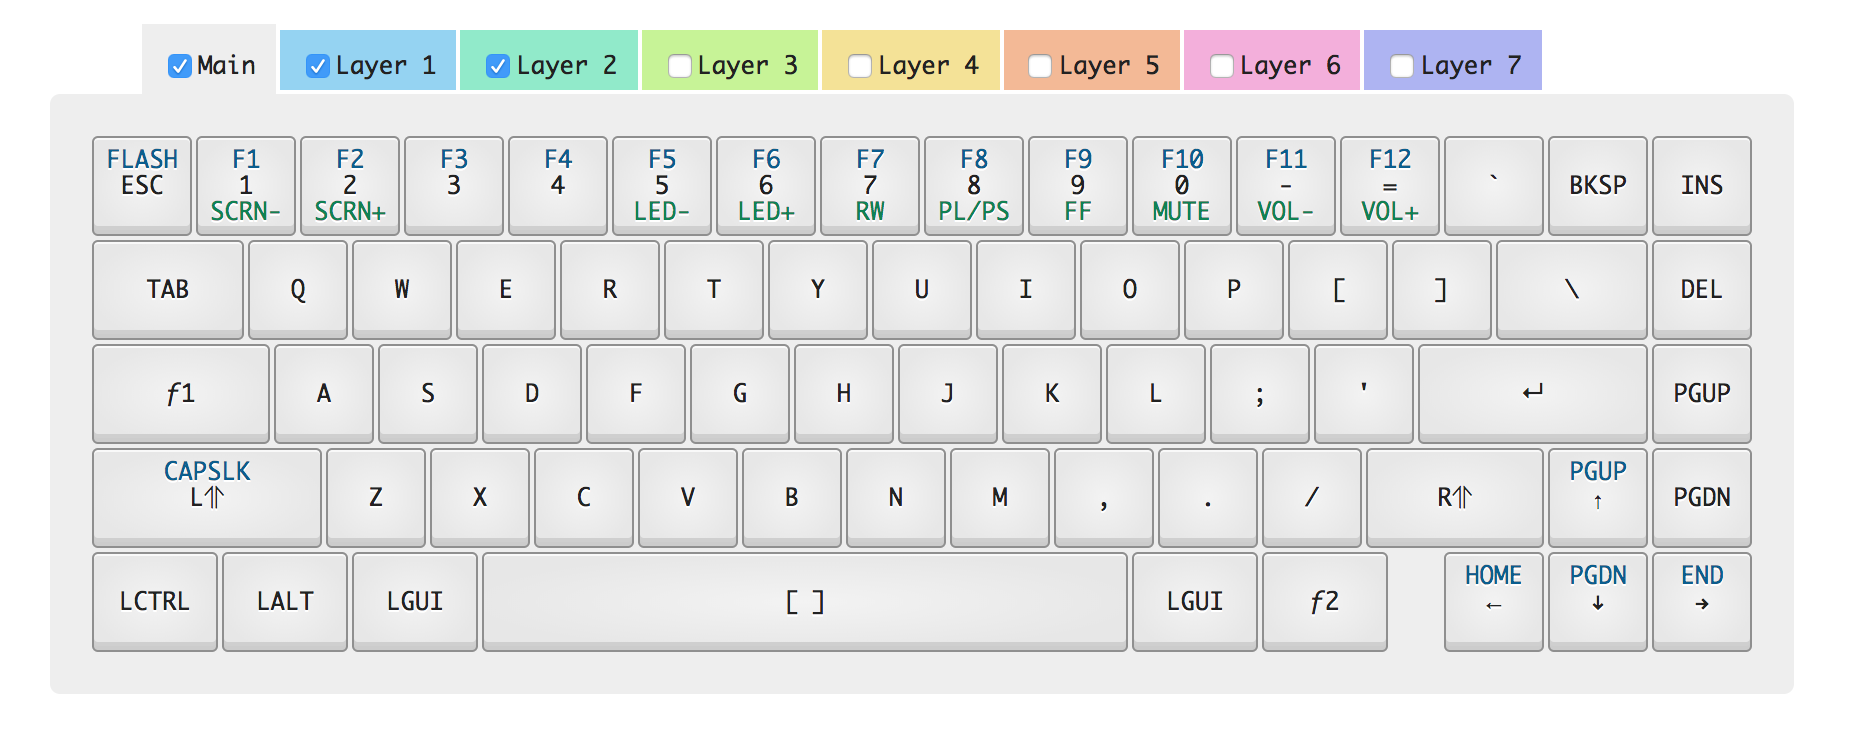 Main Layer 1 Layer 2 Layer 3 Layer 4 Layer 5 Layer 6 Layer 7
FLASH F1 F2 F3 F4 F5 F6 F7 F8 F9 F10 F11 F12
ESC 1 2 3 4 5 6 7 8 9 0 - = ` BKSP INS
SCRN- SCRN+ LED- LED+ RW PL/PS FF MUTE VOL- VOL+
TAB Q W E R T Y U I O P [ ] \ DEL
ƒ1 A S D F G H J K L ; ' ↵ PGUP
CAPSLK PGUP
L⥣ Z X C V B N M , . / R⥣ ↑ PGDN
HOME PGDN END
LCTRL LALT LGUI [ ] LGUI ƒ2 ← ↓ →